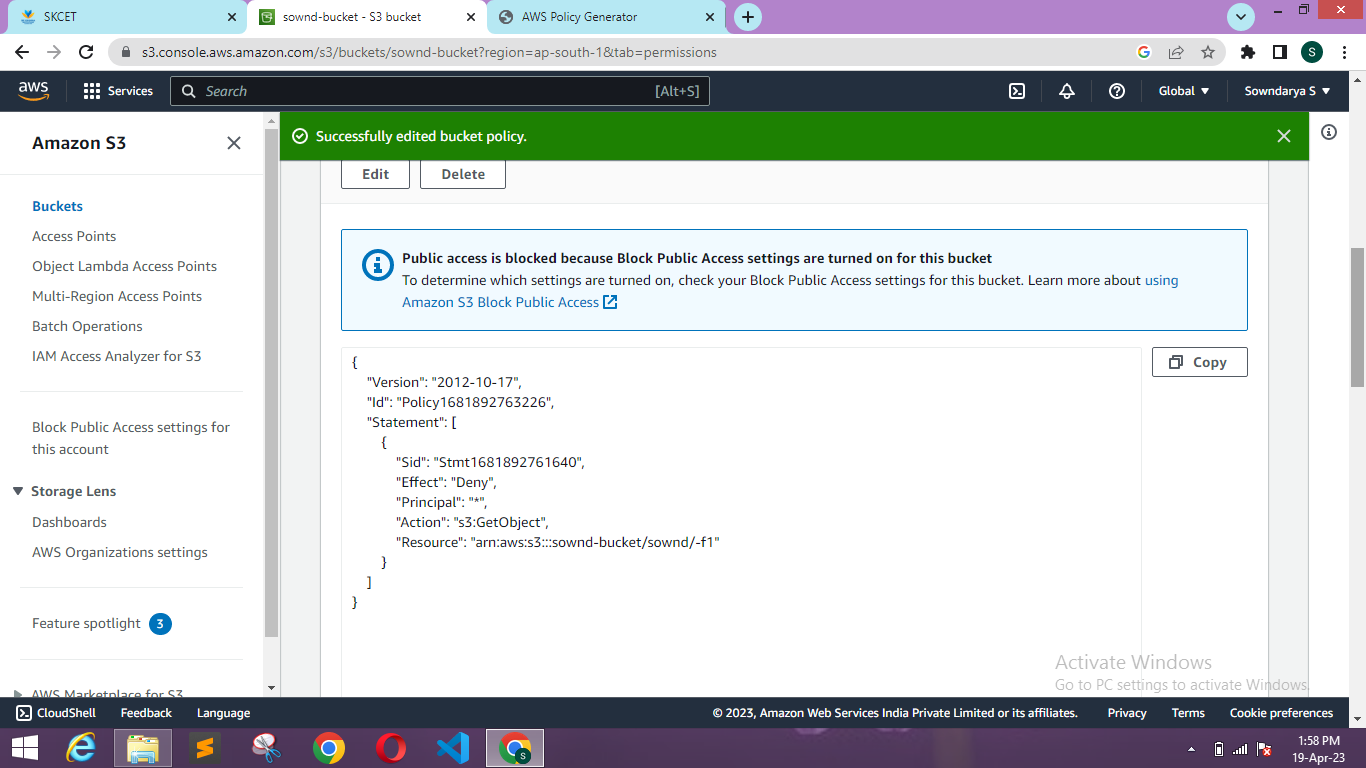 SKCET
sownd-bucket - S3 bucket
AWS Policy Generator
s3.console.aws.amazon.com/s3/buckets/sownd-bucket?region=ap-south-1&tab=permissions
S
aws
Services
Search
[Alt+S]
Global
Sowndarya S
Amazon S3
Successfully edited bucket policy.
Edit
Delete
Buckets
Access Points
Object Lambda Access Points
Multi-Region Access Points
Batch Operations
IAM Access Analyzer for S3
Block Public Access settings for
this account
Storage Lens
Dashboards
AWS Organizations settings
Feature spotlight 3
AWS Marketplace for S3
Public access is blocked because Block Public Access settings are turned on for this bucket
To determine which settings are turned on, check your Block Public Access settings for this bucket. Learn more about using
Amazon S3 Block Public Access
Copy
{
"Version": "2012-10-17",
"Id": "Policy1681892763226",
"Statement": [
{
"Sid": "Stmt1681892761640",
"Effect": "Deny",
"Principal": "*",
"Action": "s3:GetObject",
"Resource": "arn:aws:s3:::sownd-bucket/sownd/-f1"
}
]
}
Activate Windows
Go to PC settings to activate Windows.
CloudShell
Feedback
Language
© 2023, Amazon Web Services India Private Limited or its affiliates.
Privacy
Terms
Cookie preferences
S
1:58 PM
19-Apr-23